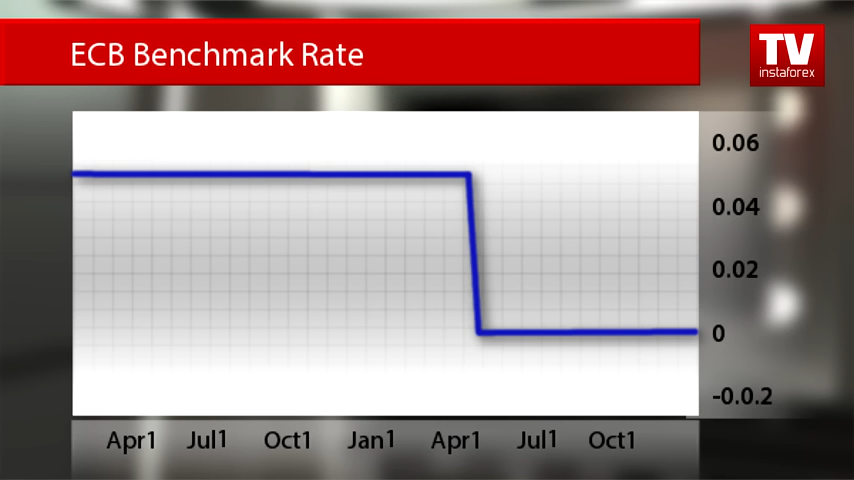 ECB Benchmark Rate
TV
instaforex
0.06
0.04
0.02
0
-0.0.2
Apr1 Jul1 Oct1 Jan1 Apr1 Jul1 Oct1